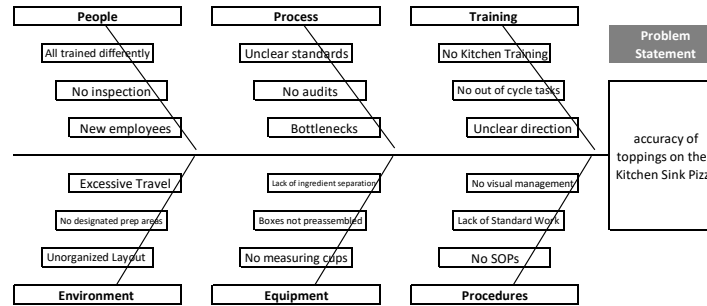 People
Process
Training
Problem
Statement
All trained differently
Unclear standards
No Kitchen Training
No inspection
No audits
No out of cycle tasks
New employees
Bottlenecks
Unclear direction
accuracy of
toppings on the
Kitchen Sink Pizz
Excessive Travel
Lack of ingredient separation
No visual management
No designated prep areas
Boxes not preassembled
Lack of Standard Work
Unorganized Layout
No measuring cups
No SOPs
Environment
Equipment
Procedures